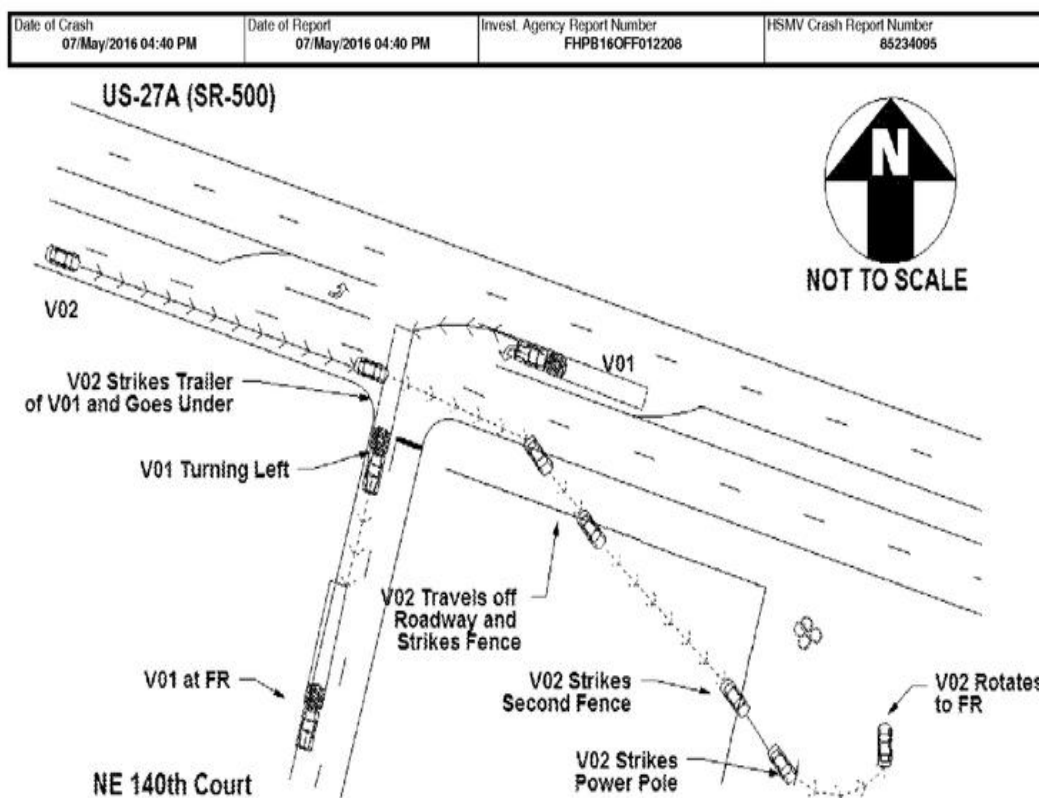 Date of Crash
07/May/2016 04:40 PM
Date of Report
07/May/2016 04:40 PM
Invest. Agency Report Number
FHPB16OFF012208
HSMV Crash Report Number
85234095
US-27A (SR-500)
N
NOT TO SCALE
V02
V01
V02 Strikes Trailer
of V01 and Goes Under
V01 Turning Left
V02 Travels off
Roadway and
Strikes Fence
V01 at FR
V02 Strikes
Second Fence
V02 Rotates
to FR
V02 Strikes
Power Pole
NE 140th Court